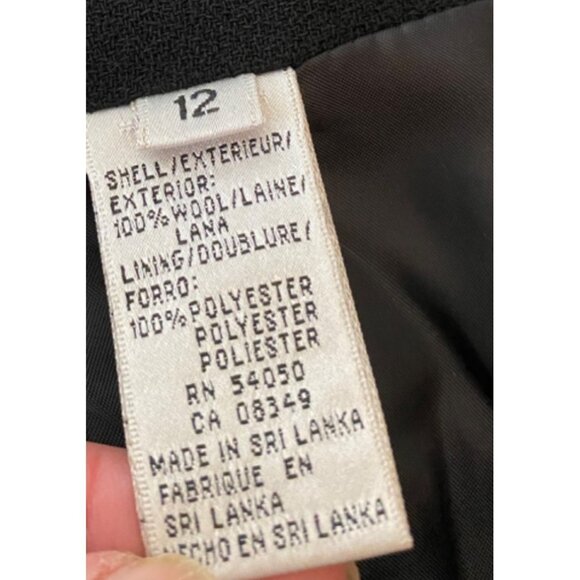 12
SHELL/EXTERIEUR/
EXTERIOR:
100%WOOL/LAINE/
LANA
LINING/DOUBLURE/
FORRO:
100%POLYESTER
POLYESTER
POLIESTER
RN 54050
CA 08349
MADE IN SRI LANKA
FABRIQUE EN
SRI LANKA
HECHO EN SRI LANKA